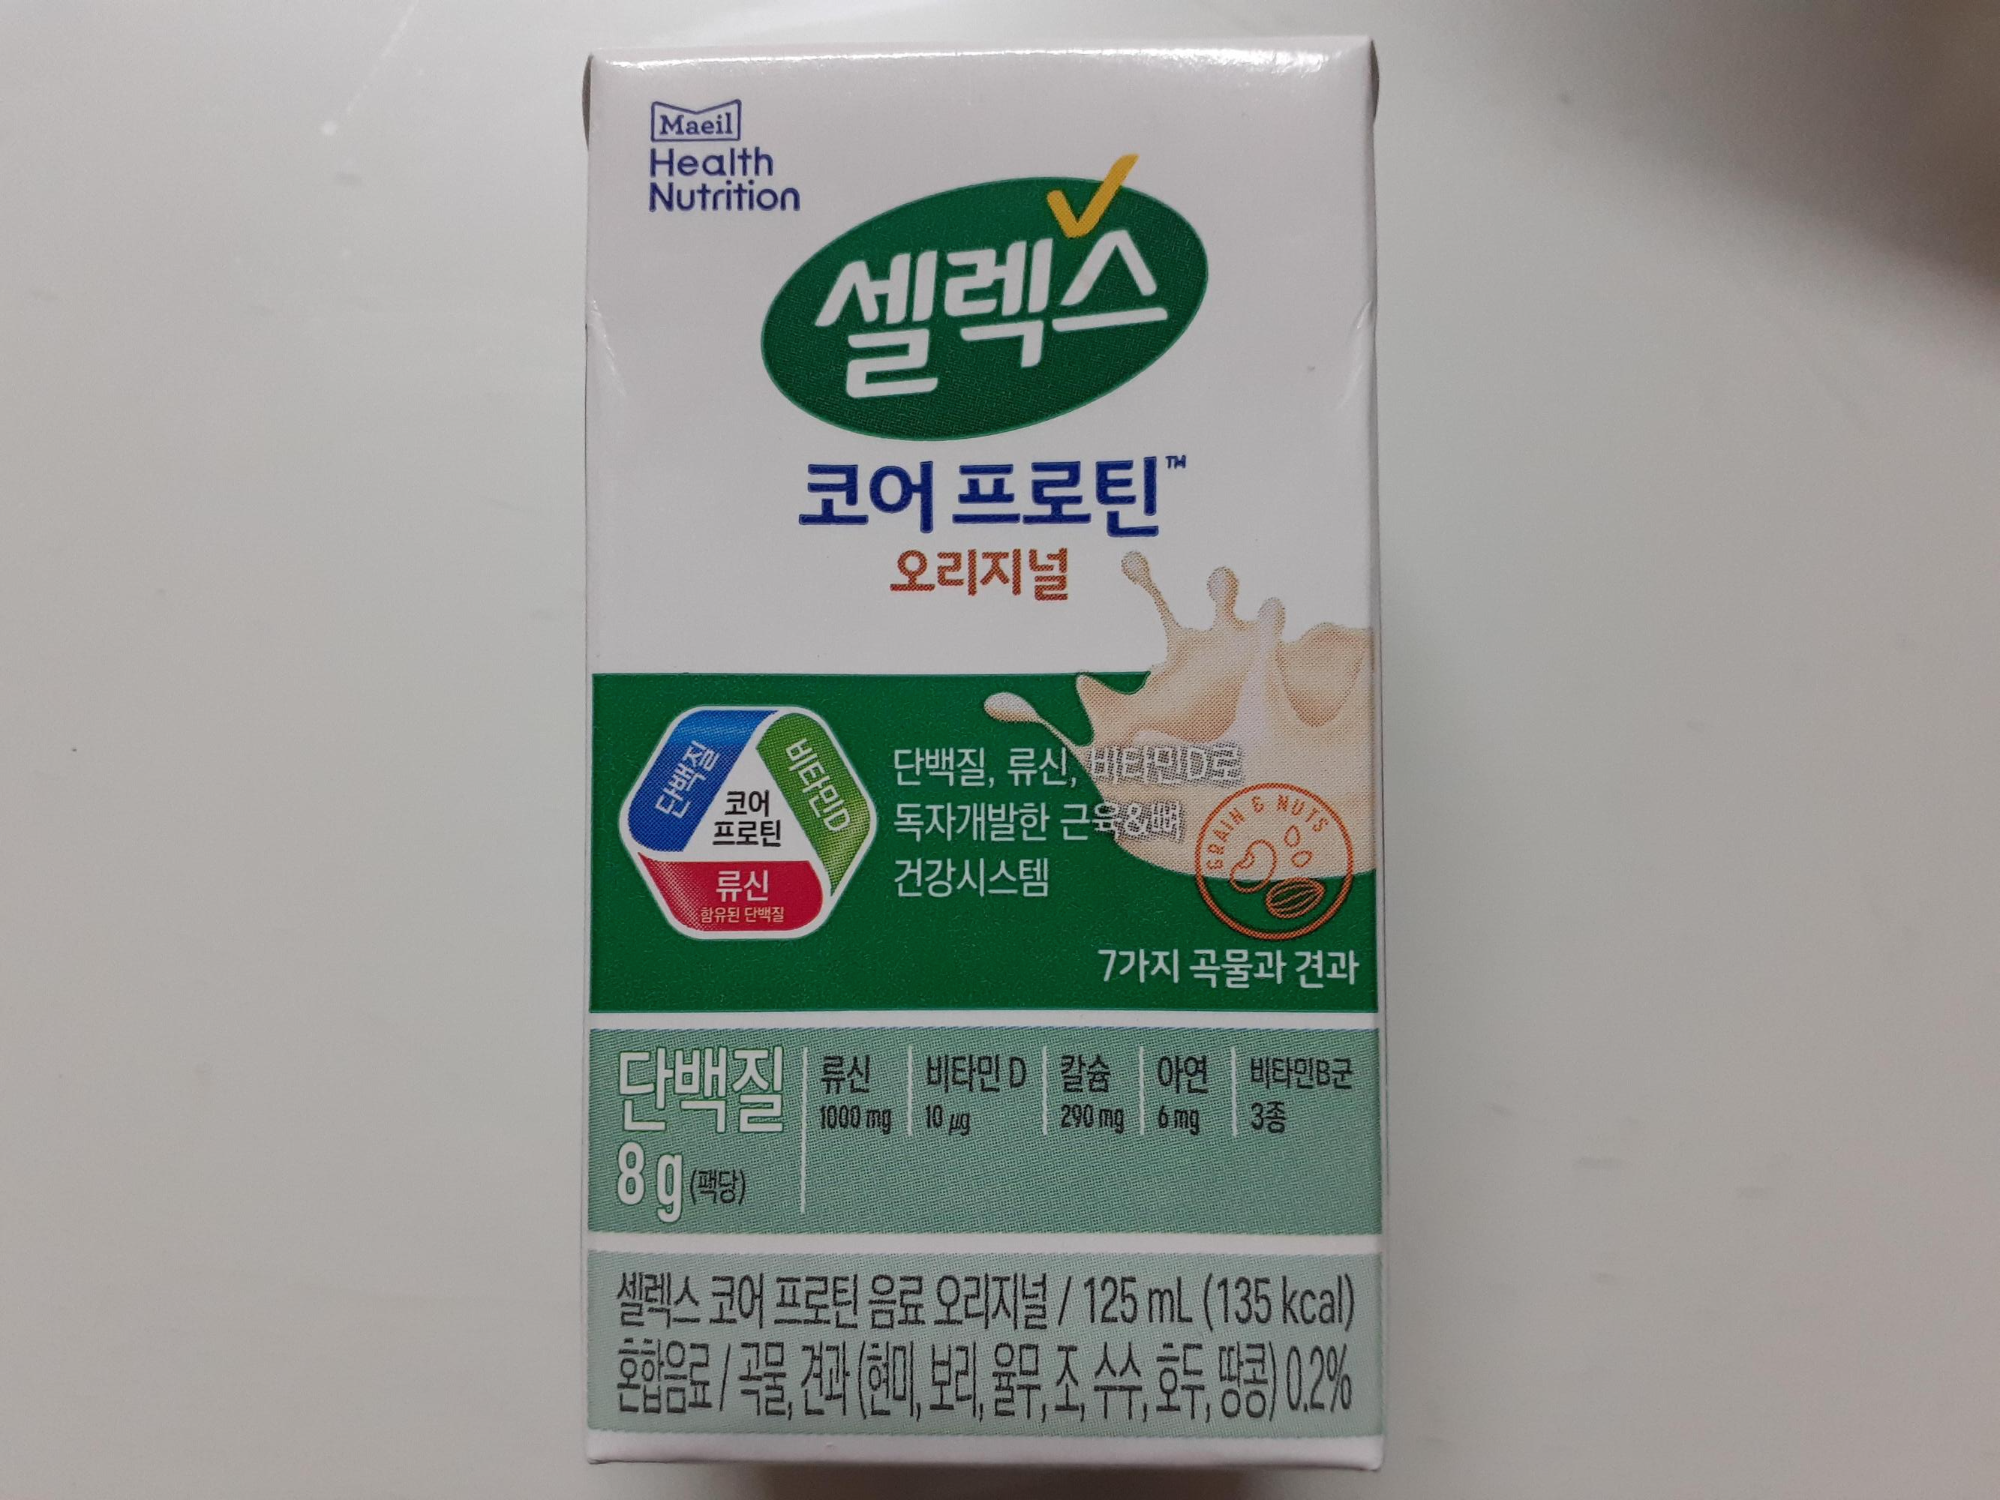 Maeil
Health
Nutrition
셀렉스
코어 프로틴™
오리지널
단백질
비타민D
코어
프로틴
류신
함유된 단백질
단백질, 류신, 비타민D로
독자개발한 근육&뼈
건강시스템
GRAIN & NUTS
7가지 곡물과 견과
단백질
8g (팩당)
류신
1000 mg
비타민 D
10 μg
칼슘
290 mg
아연
6 mg
비타민B군
3종
셀렉스 코어 프로틴 음료 오리지널 / 125 mL (135 kcal)
혼합음료 / 곡물, 견과 (현미, 보리, 율무, 조, 수수, 호두, 땅콩) 0.2%